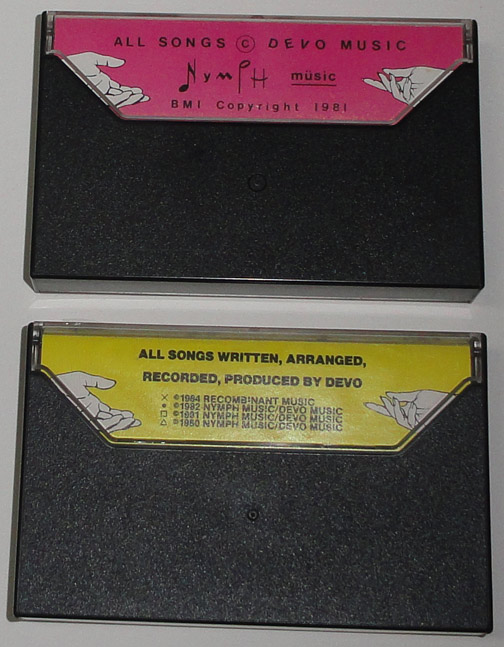 ALL SONGS © DEVO MUSIC
NymPH müsic
BMI Copyright 1981
ALL SONGS WRITTEN, ARRANGED,
RECORDED, PRODUCED BY DEVO
X ©1984 RECOMBINANT MUSIC
● ©1982 NYMPH MUSIC/DEVO MUSIC
□ ©1981 NYMPH MUSIC/DEVO MUSIC
△ ©1980 NYMPH MUSIC/DEVO MUSIC